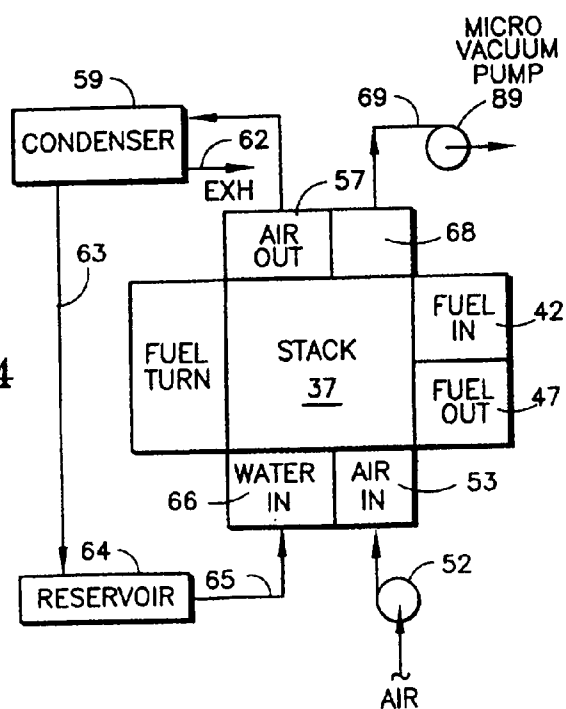 MICRO
VACUUM
PUMP
59
69
89
CONDENSER
62
EXH
57
AIR
OUT
68
63
FUEL
IN
42
FUEL
TURN
STACK
37
4
FUEL
OUT
47
WATER
IN
66
AIR
IN
53
64
RESERVOIR
65
52
AIR